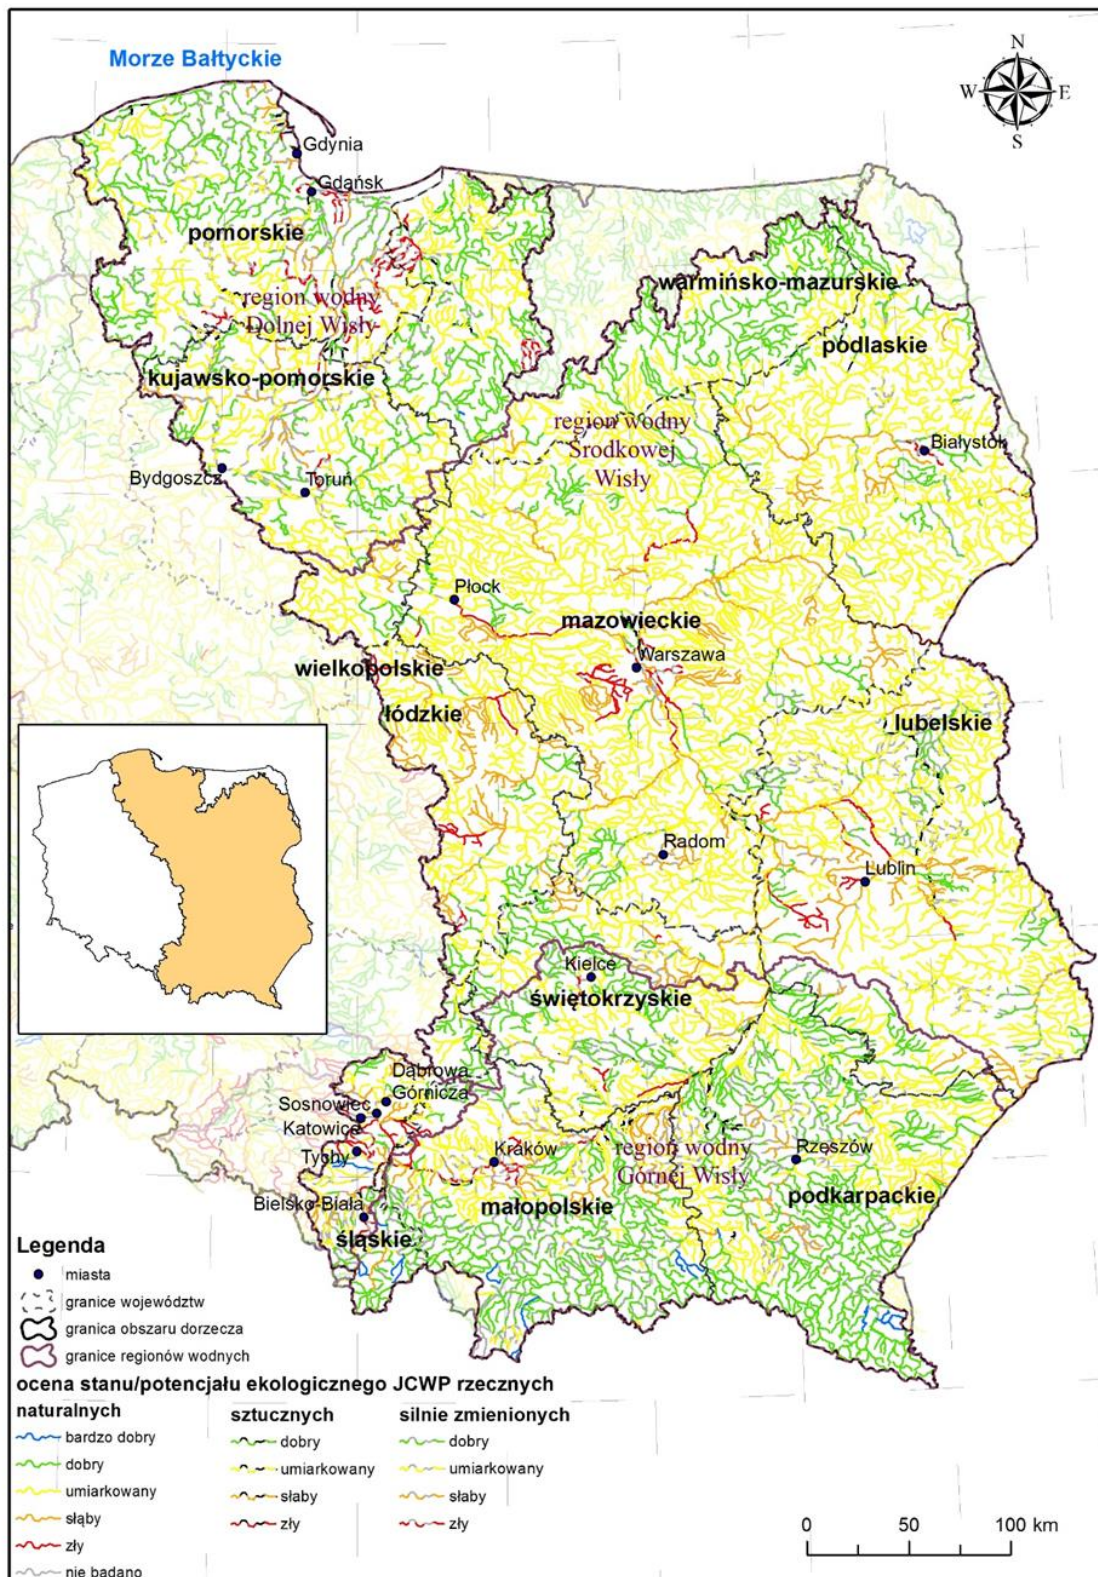 Morze Bałtyckie
N
W
E
S
Gdynia
Gdańsk
pomorskie
region wodny
Dolnej Wisły
warmińsko-mazurskie
podlaskie
kujawsko-pomorskie
region wodny
Środkowej
Wisły
Białystok
Bydgoszcz
Toruń
Płock
mazowieckie
Warszawa
wielkopolskie
łódzkie
lubelskie
Radom
Lublin
Kielce
świętokrzyskie
Dąbrowa
Górnicza
Sosnowiec
Katowice
Tychy
Kraków
region wodny
Górnej Wisły
Rzeszów
Bielsko-Biała
małopolskie
podkarpackie
śląskie
Legenda
miasta
granice województw
granica obszaru dorzecza
granice regionów wodnych
ocena stanu/potencjału ekologicznego JCWP rzecznych
naturalnych
bardzo dobry
dobry
umiarkowany
słąby
zły
nie badano
sztucznych
dobry
umiarkowany
słaby
zły
silnie zmienionych
dobry
umiarkowany
słaby
zły
0 50 100 km